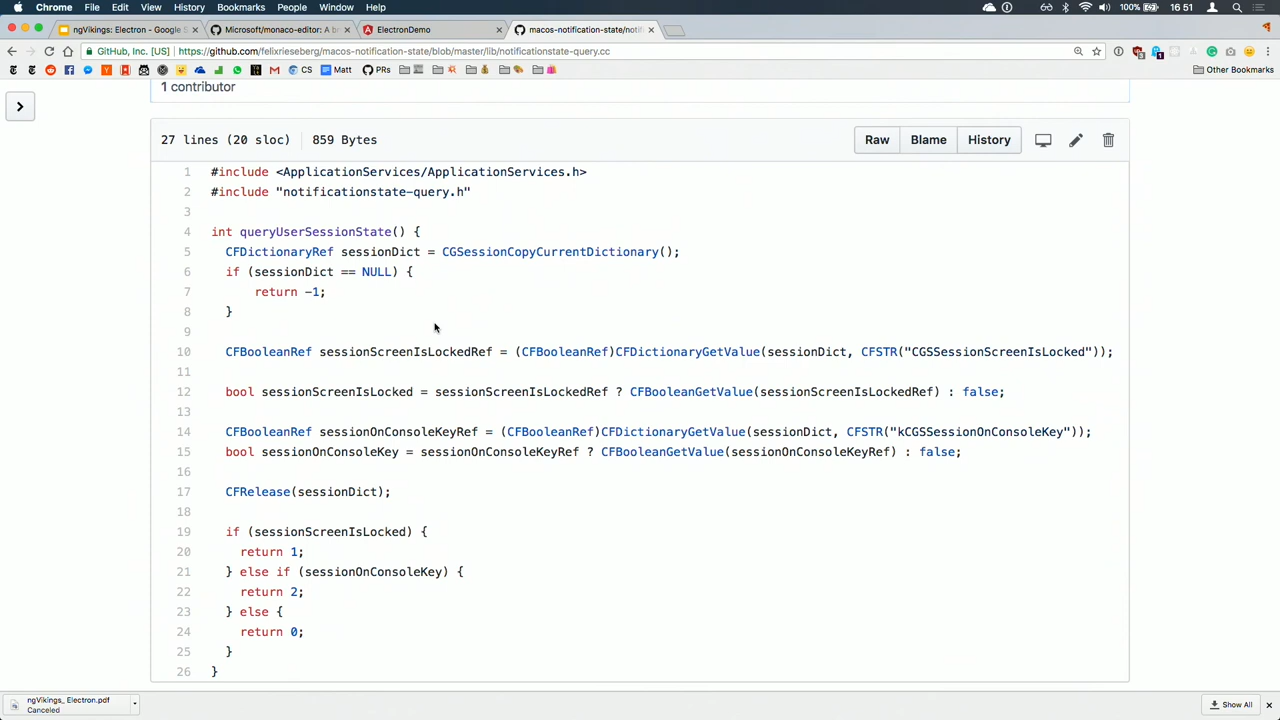 Chrome File Edit View History Bookmarks People Window Help 100% 16:51
ngVikings: Electron - Google S
Microsoft/monaco-editor: A br
ElectronDemo
macos-notification-state/notif
GitHub, Inc. [US] https://github.com/felixrieseberg/macos-notification-state/blob/master/lib/notificationstate-query.cc
CS Matt PRs Other Bookmarks
1 contributor
27 lines (20 sloc) 859 Bytes Raw Blame History
1 #include <ApplicationServices/ApplicationServices.h>
2 #include "notificationstate-query.h"
3
4 int queryUserSessionState() {
5 CFDictionaryRef sessionDict = CGSessionCopyCurrentDictionary();
6 if (sessionDict == NULL) {
7 return -1;
8 }
9
10 CFBooleanRef sessionScreenIsLockedRef = (CFBooleanRef)CFDictionaryGetValue(sessionDict, CFSTR("CGSSessionScreenIsLocked"));
11
12 bool sessionScreenIsLocked = sessionScreenIsLockedRef ? CFBooleanGetValue(sessionScreenIsLockedRef) : false;
13
14 CFBooleanRef sessionOnConsoleKeyRef = (CFBooleanRef)CFDictionaryGetValue(sessionDict, CFSTR("kCGSSessionOnConsoleKey"));
15 bool sessionOnConsoleKey = sessionOnConsoleKeyRef ? CFBooleanGetValue(sessionOnConsoleKeyRef) : false;
16
17 CFRelease(sessionDict);
18
19 if (sessionScreenIsLocked) {
20 return 1;
21 } else if (sessionOnConsoleKey) {
22 return 2;
23 } else {
24 return 0;
25 }
26 }
ngVikings_ Electron.pdf
Canceled
Show All